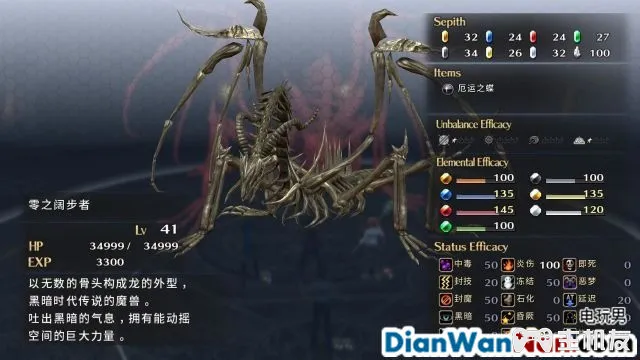 Sepith
32 24 24 27
34 26 32 100
Items
厄运之蝶
Unbalance Efficacy
Elemental Efficacy
100 100
135 135
145 120
100
Status Efficacy
中毒 50 炎伤 100 即死 0
封技 20 冻结 50 恶梦 0
封魔 50 石化 0 延迟 20
黑暗 50 昏厥
零之阔步者
Lv 41
HP 34999/ 34999
EXP 3300
以无数的骨头构成龙的外型，
黑暗时代传说的魔兽。
吐出黑暗的气息，拥有能动摇
空间的巨大力量。
电玩男